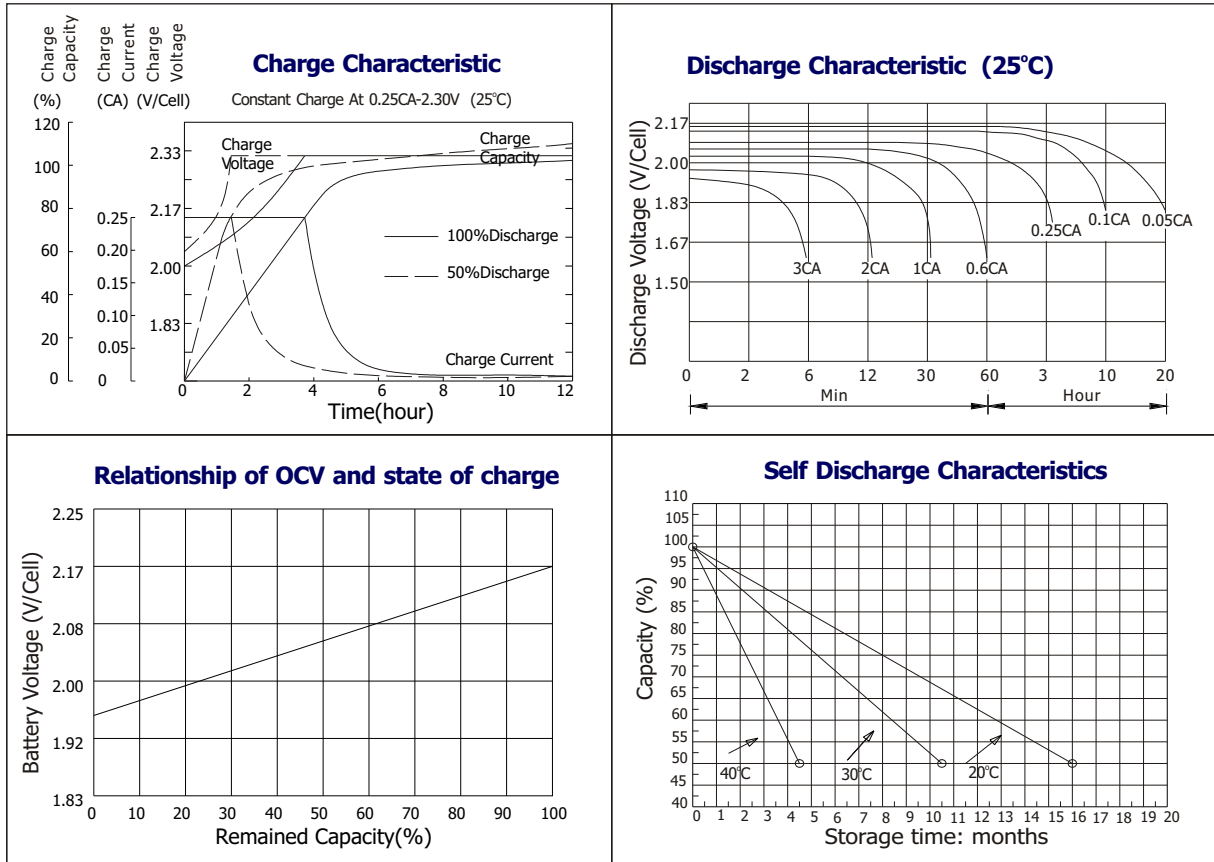 Charge Capacity
Charge Current
Charge Voltage
(%)
(CA)
(V/Cell)
Charge Characteristic
Constant Charge At 0.25CA-2.30V (25°C)
120
100
80
60
40
20
0
0.25
0.20
0.15
0.10
0.05
0
2.33
2.17
2.00
1.83
Charge Voltage
Charge Capacity
100%Discharge
50%Discharge
Charge Current
0
2
4
6
8
10
12
Time(hour)
Discharge Characteristic (25°C)
Discharge Voltage (V/Cell)
2.17
2.00
1.83
1.67
1.50
3CA
2CA
1CA
0.6CA
0.25CA
0.1CA
0.05CA
0
2
6
12
30
60
3
10
20
Min
Hour
Relationship of OCV and state of charge
Battery Voltage (V/Cell)
2.25
2.17
2.08
2.00
1.92
1.83
0
10
20
30
40
50
60
70
80
90
100
Remained Capacity(%)
Self Discharge Characteristics
Capacity (%)
110
105
100
95
90
85
80
75
70
65
60
55
50
45
40
40°C
30°C
20°C
0
1
2
3
4
5
6
7
8
9
10
11
12
13
14
15
16
17
18
19
20
Storage time: months